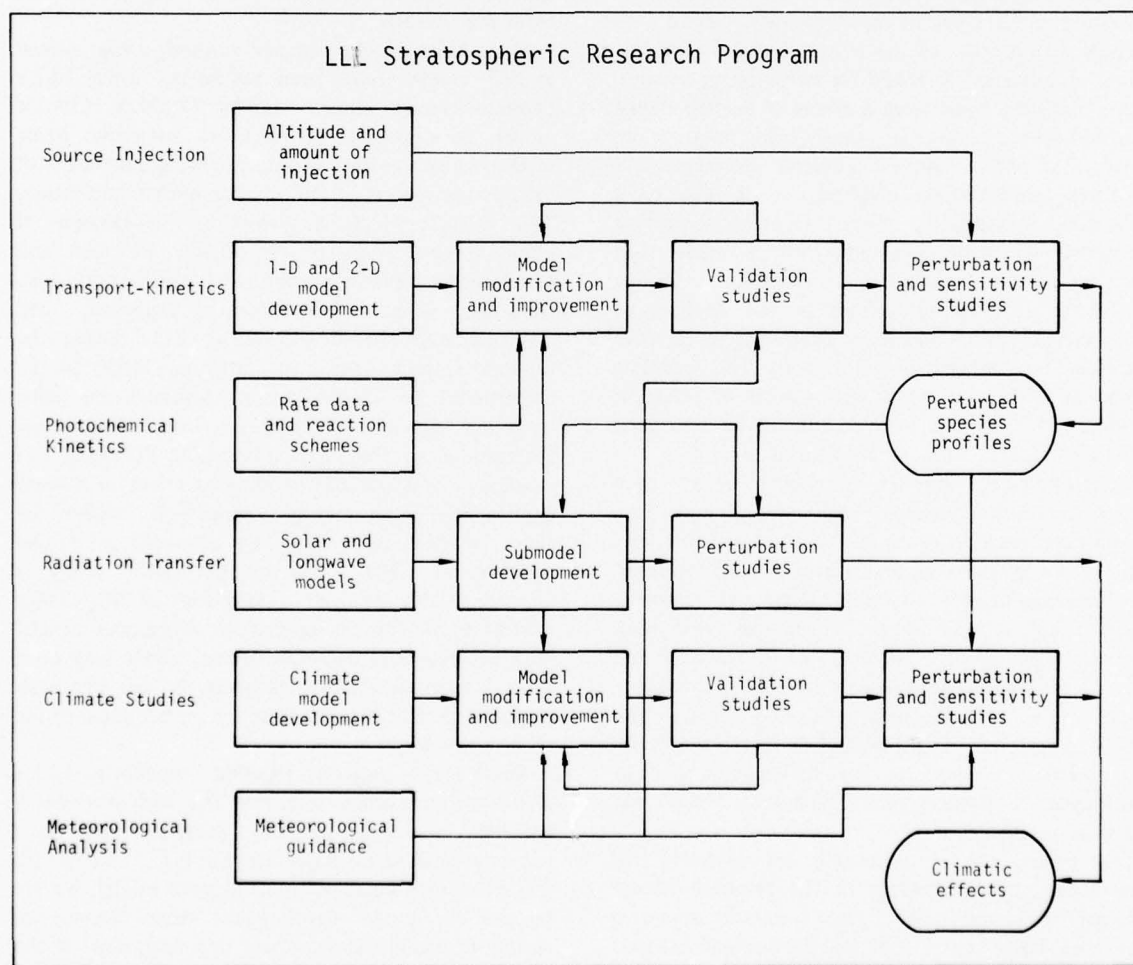 LLL Stratospheric Research Program
Source Injection
Altitude and
amount of
injection
Transport-Kinetics
1-D and 2-D
model
development
Model
modification
and improvement
Validation
studies
Perturbation
and sensitivity
studies
Photochemical
Kinetics
Rate data
and reaction
schemes
Perturbed
species
profiles
Radiation Transfer
Solar and
longwave
models
Submodel
development
Perturbation
studies
Climate Studies
Climate
model
development
Model
modification
and improvement
Validation
studies
Perturbation
and sensitivity
studies
Meteorological
Analysis
Meteorological
guidance
Climatic
effects